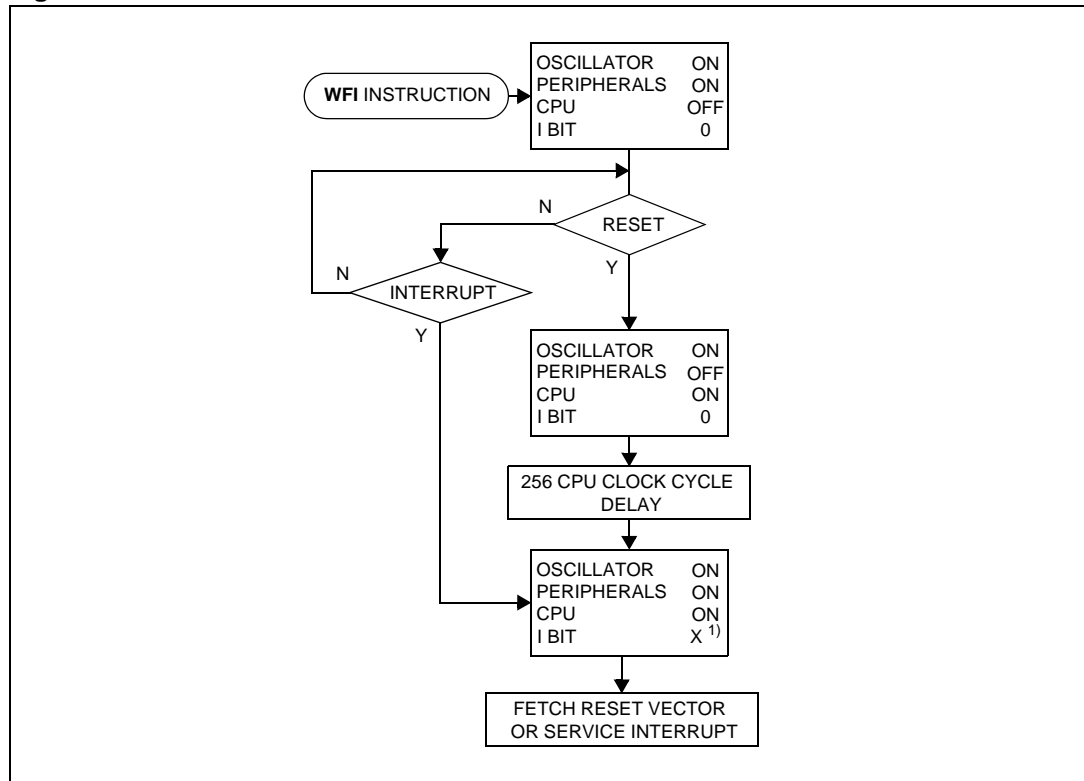 WFI INSTRUCTION
OSCILLATOR ON
PERIPHERALS ON
CPU OFF
I BIT 0
N
RESET
Y
N
INTERRUPT
Y
OSCILLATOR ON
PERIPHERALS OFF
CPU ON
I BIT 0
256 CPU CLOCK CYCLE
DELAY
OSCILLATOR ON
PERIPHERALS ON
CPU ON
I BIT X 1)
FETCH RESET VECTOR
OR SERVICE INTERRUPT